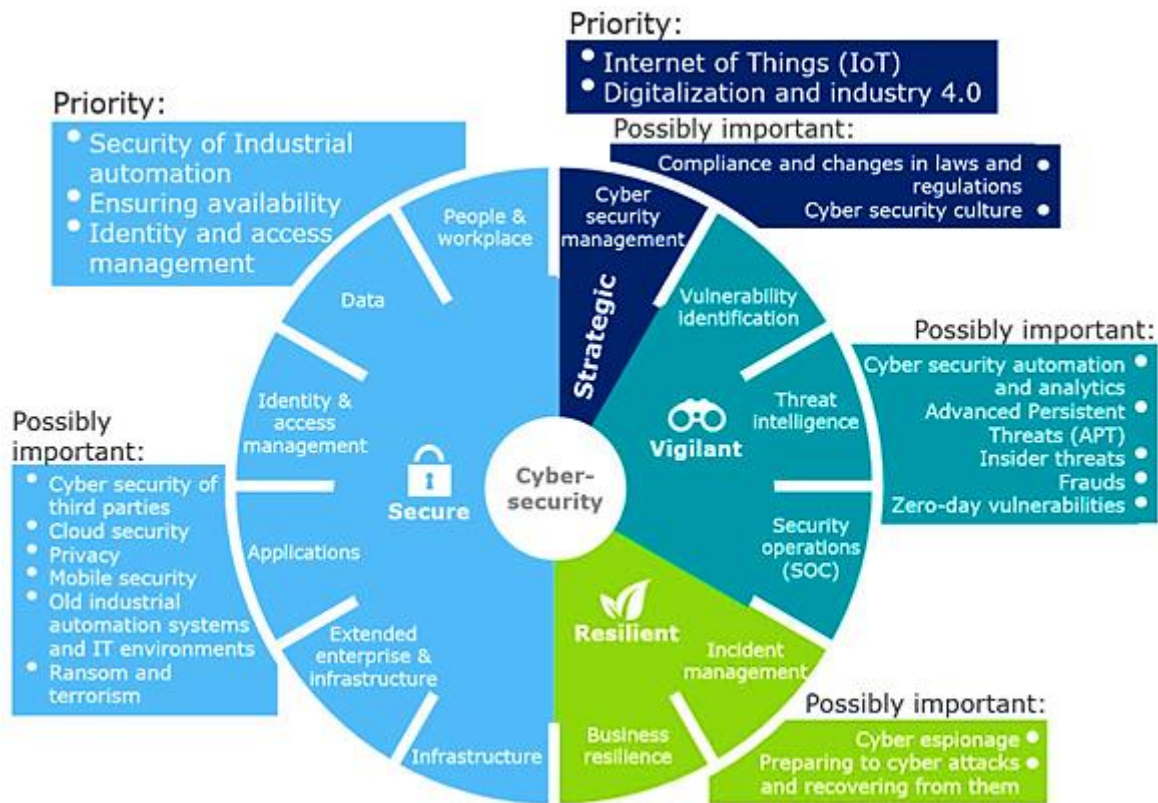 Priority:
• Internet of Things (IoT)
• Digitalization and industry 4.0
Possibly important:
Compliance and changes in laws and •
regulations
Cyber security culture •
Priority:
• Security of Industrial
automation
• Ensuring availability
• Identity and access
management
People &
workplace
Cyber
security
management
Strategic
Data
Vulnerability
identification
Possibly important:
Cyber security automation •
and analytics
Advanced Persistent •
Threats (APT)
Insider threats •
Frauds •
Zero-day vulnerabilities •
Identity &
access
management
Threat
intelligence
Vigilant
Possibly
important:
• Cyber security of
third parties
• Cloud security
• Privacy
• Mobile security
• Old industrial
automation systems
and IT environments
• Ransom and
terrorism
Secure
Cyber-
security
Applications
Security
operations
(SOC)
Extended
enterprise &
infrastructure
Resilient
Incident
management
Infrastructure
Business
resilience
Possibly important:
Cyber espionage •
Preparing to cyber attacks •
and recovering from them